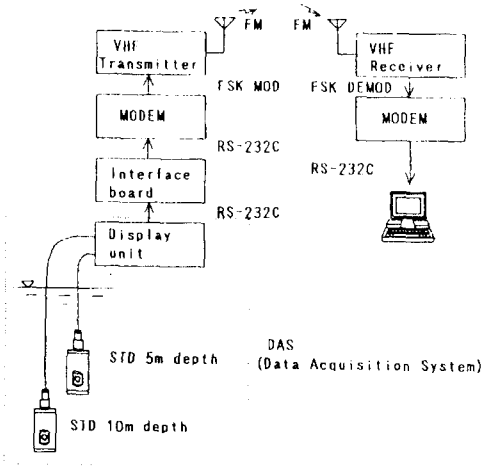 FM
FM
VHF
Transmitter
VHF
Receiver
FSK MOD
FSK DEMOD
MODEM
MODEM
RS-232C
RS-232C
Interface
board
RS-232C
Display
unit
STD 5m depth
DAS
(Data Acquisition System)
STD 10m depth